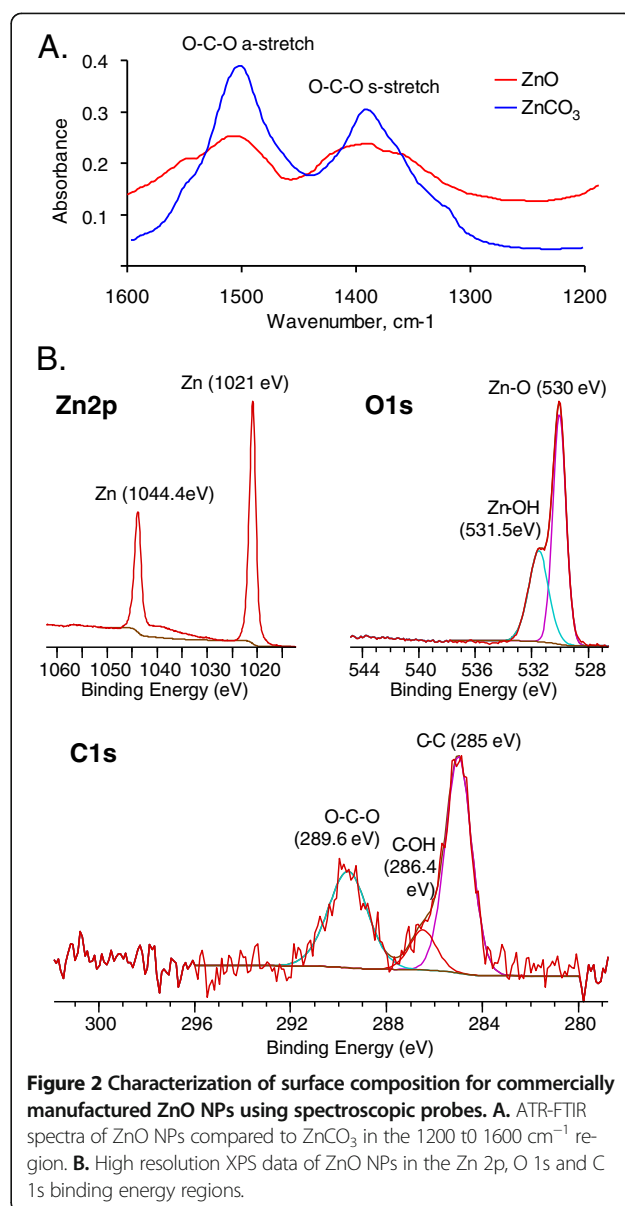 A.
O-C-O a-stretch
O-C-O s-stretch
ZnO
ZnCO₃
Absorbance
0.4
0.3
0.2
0.1
1600 1500 1400 1300 1200
Wavenumber, cm-1
B.
Zn2p
Zn (1021 eV)
Zn (1044.4eV)
1060 1045 1030 1020
Binding Energy (eV)
O1s
Zn-O (530 eV)
Zn-OH
(531.5eV)
544 540 536 532 528
Binding Energy (eV)
C1s
C-C (285 eV)
O-C-O
(289.6 eV)
C-OH
(286.4
eV)
300 296 292 288 284 280
Binding Energy (eV)
Figure 2 Characterization of surface composition for commercially
manufactured ZnO NPs using spectroscopic probes. A. ATR-FTIR
spectra of ZnO NPs compared to ZnCO₃ in the 1200 t0 1600 cm⁻¹ re-
gion. B. High resolution XPS data of ZnO NPs in the Zn 2p, O 1s and C
1s binding energy regions.